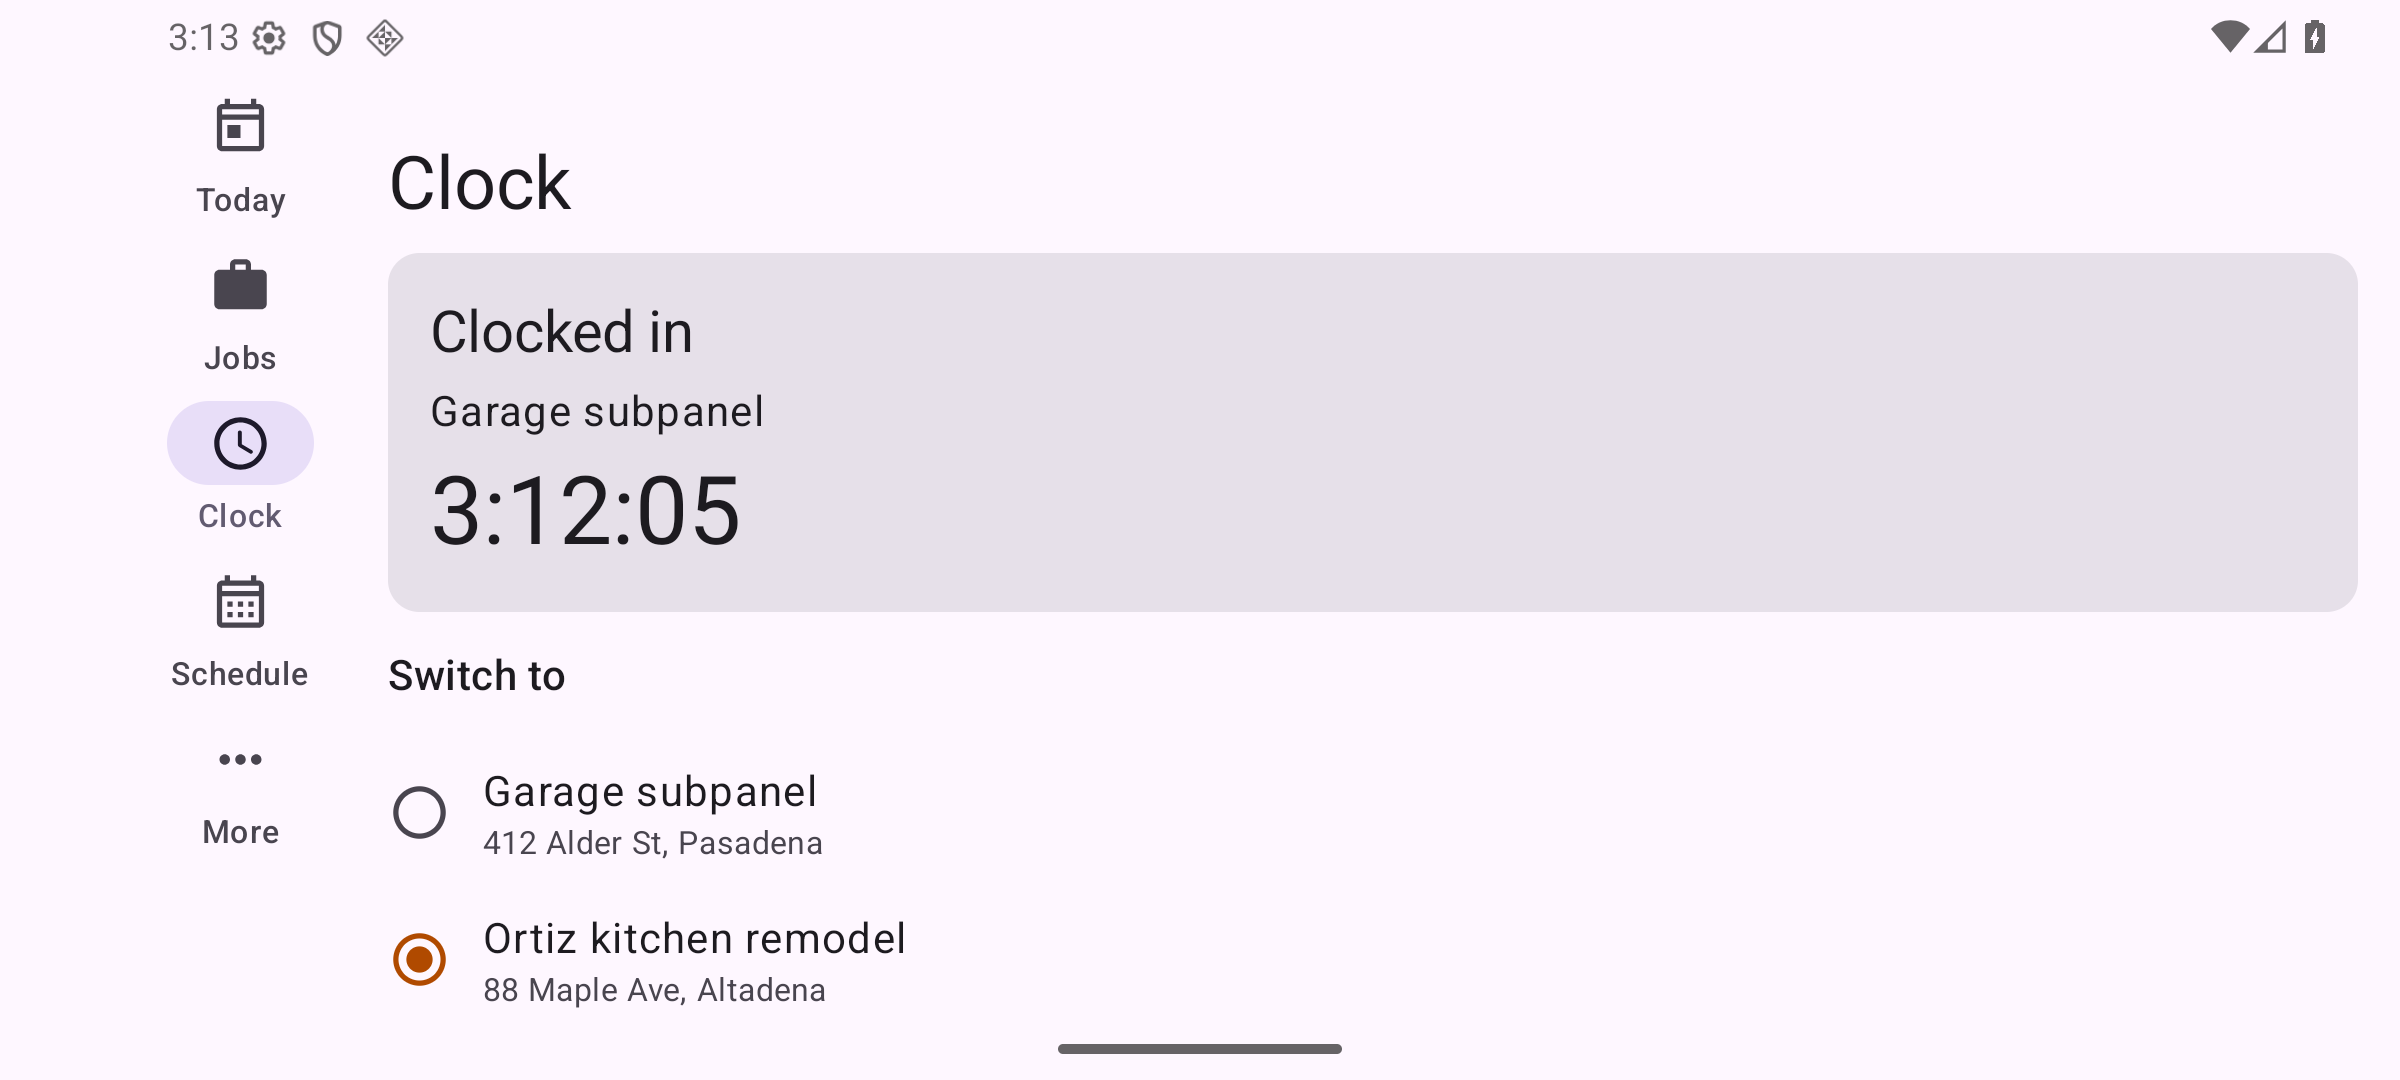 3:13
Today
Jobs
Clock
Schedule
More
Clock
Clocked in
Garage subpanel
3:12:05
Switch to
Garage subpanel
412 Alder St, Pasadena
Ortiz kitchen remodel
88 Maple Ave, Altadena